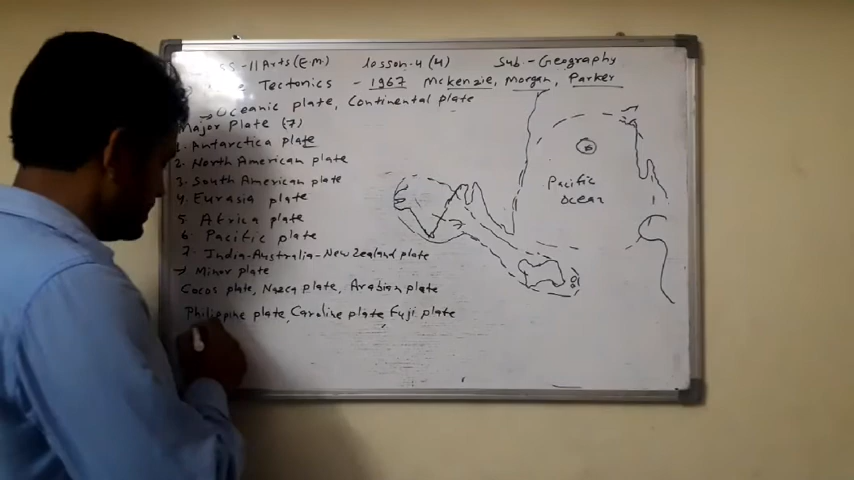 SS-11 Arts (E.M) Lesson-4 (4) Sub.-Geography
Tectonics - 1967 McKenzie, Morgan, Parker
→ Oceanic plate, Continental plate
Major Plate (7)
1. Antarctica plate
2. North American plate
3. South American plate
4. Eurasia plate
5. Africa plate
6. Pacific plate
7. India-Australia-New Zealand plate
→ Minor plate
Cocos plate, Nazca plate, Arabian plate
Philippine plate, Caroline plate Fuji plate
6
Pacific
ocean